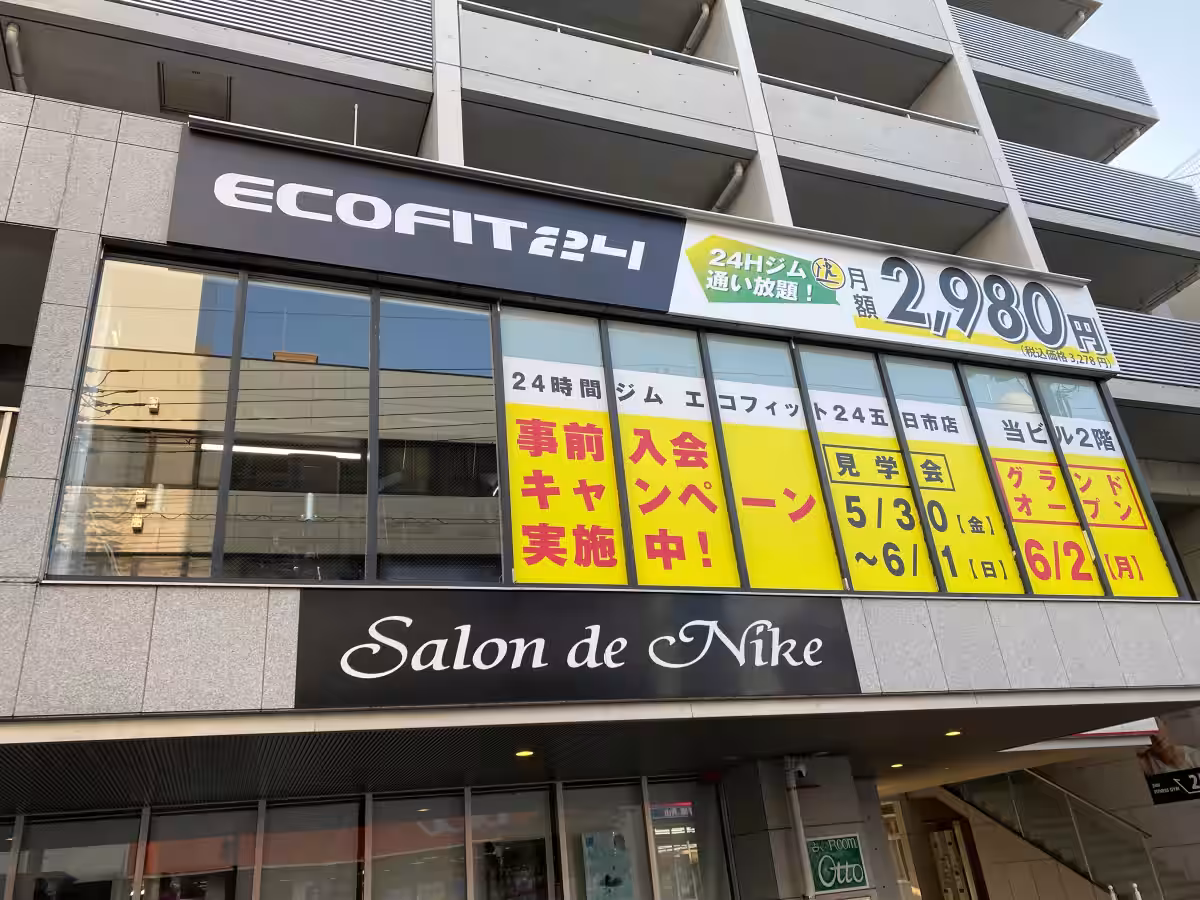 ECOFIT24
24Hジム
通い放題!
月額
2,980円
(税込価格 3,278円)
24時間ジム エコフィット24五日市店
当ビル2階
事前入会
キャンペーン
実施中!
見学会
5/30【金】
~6/1【日】
グランド
オープン
6/2【月】
Salon de Nike
ROOM
Otto